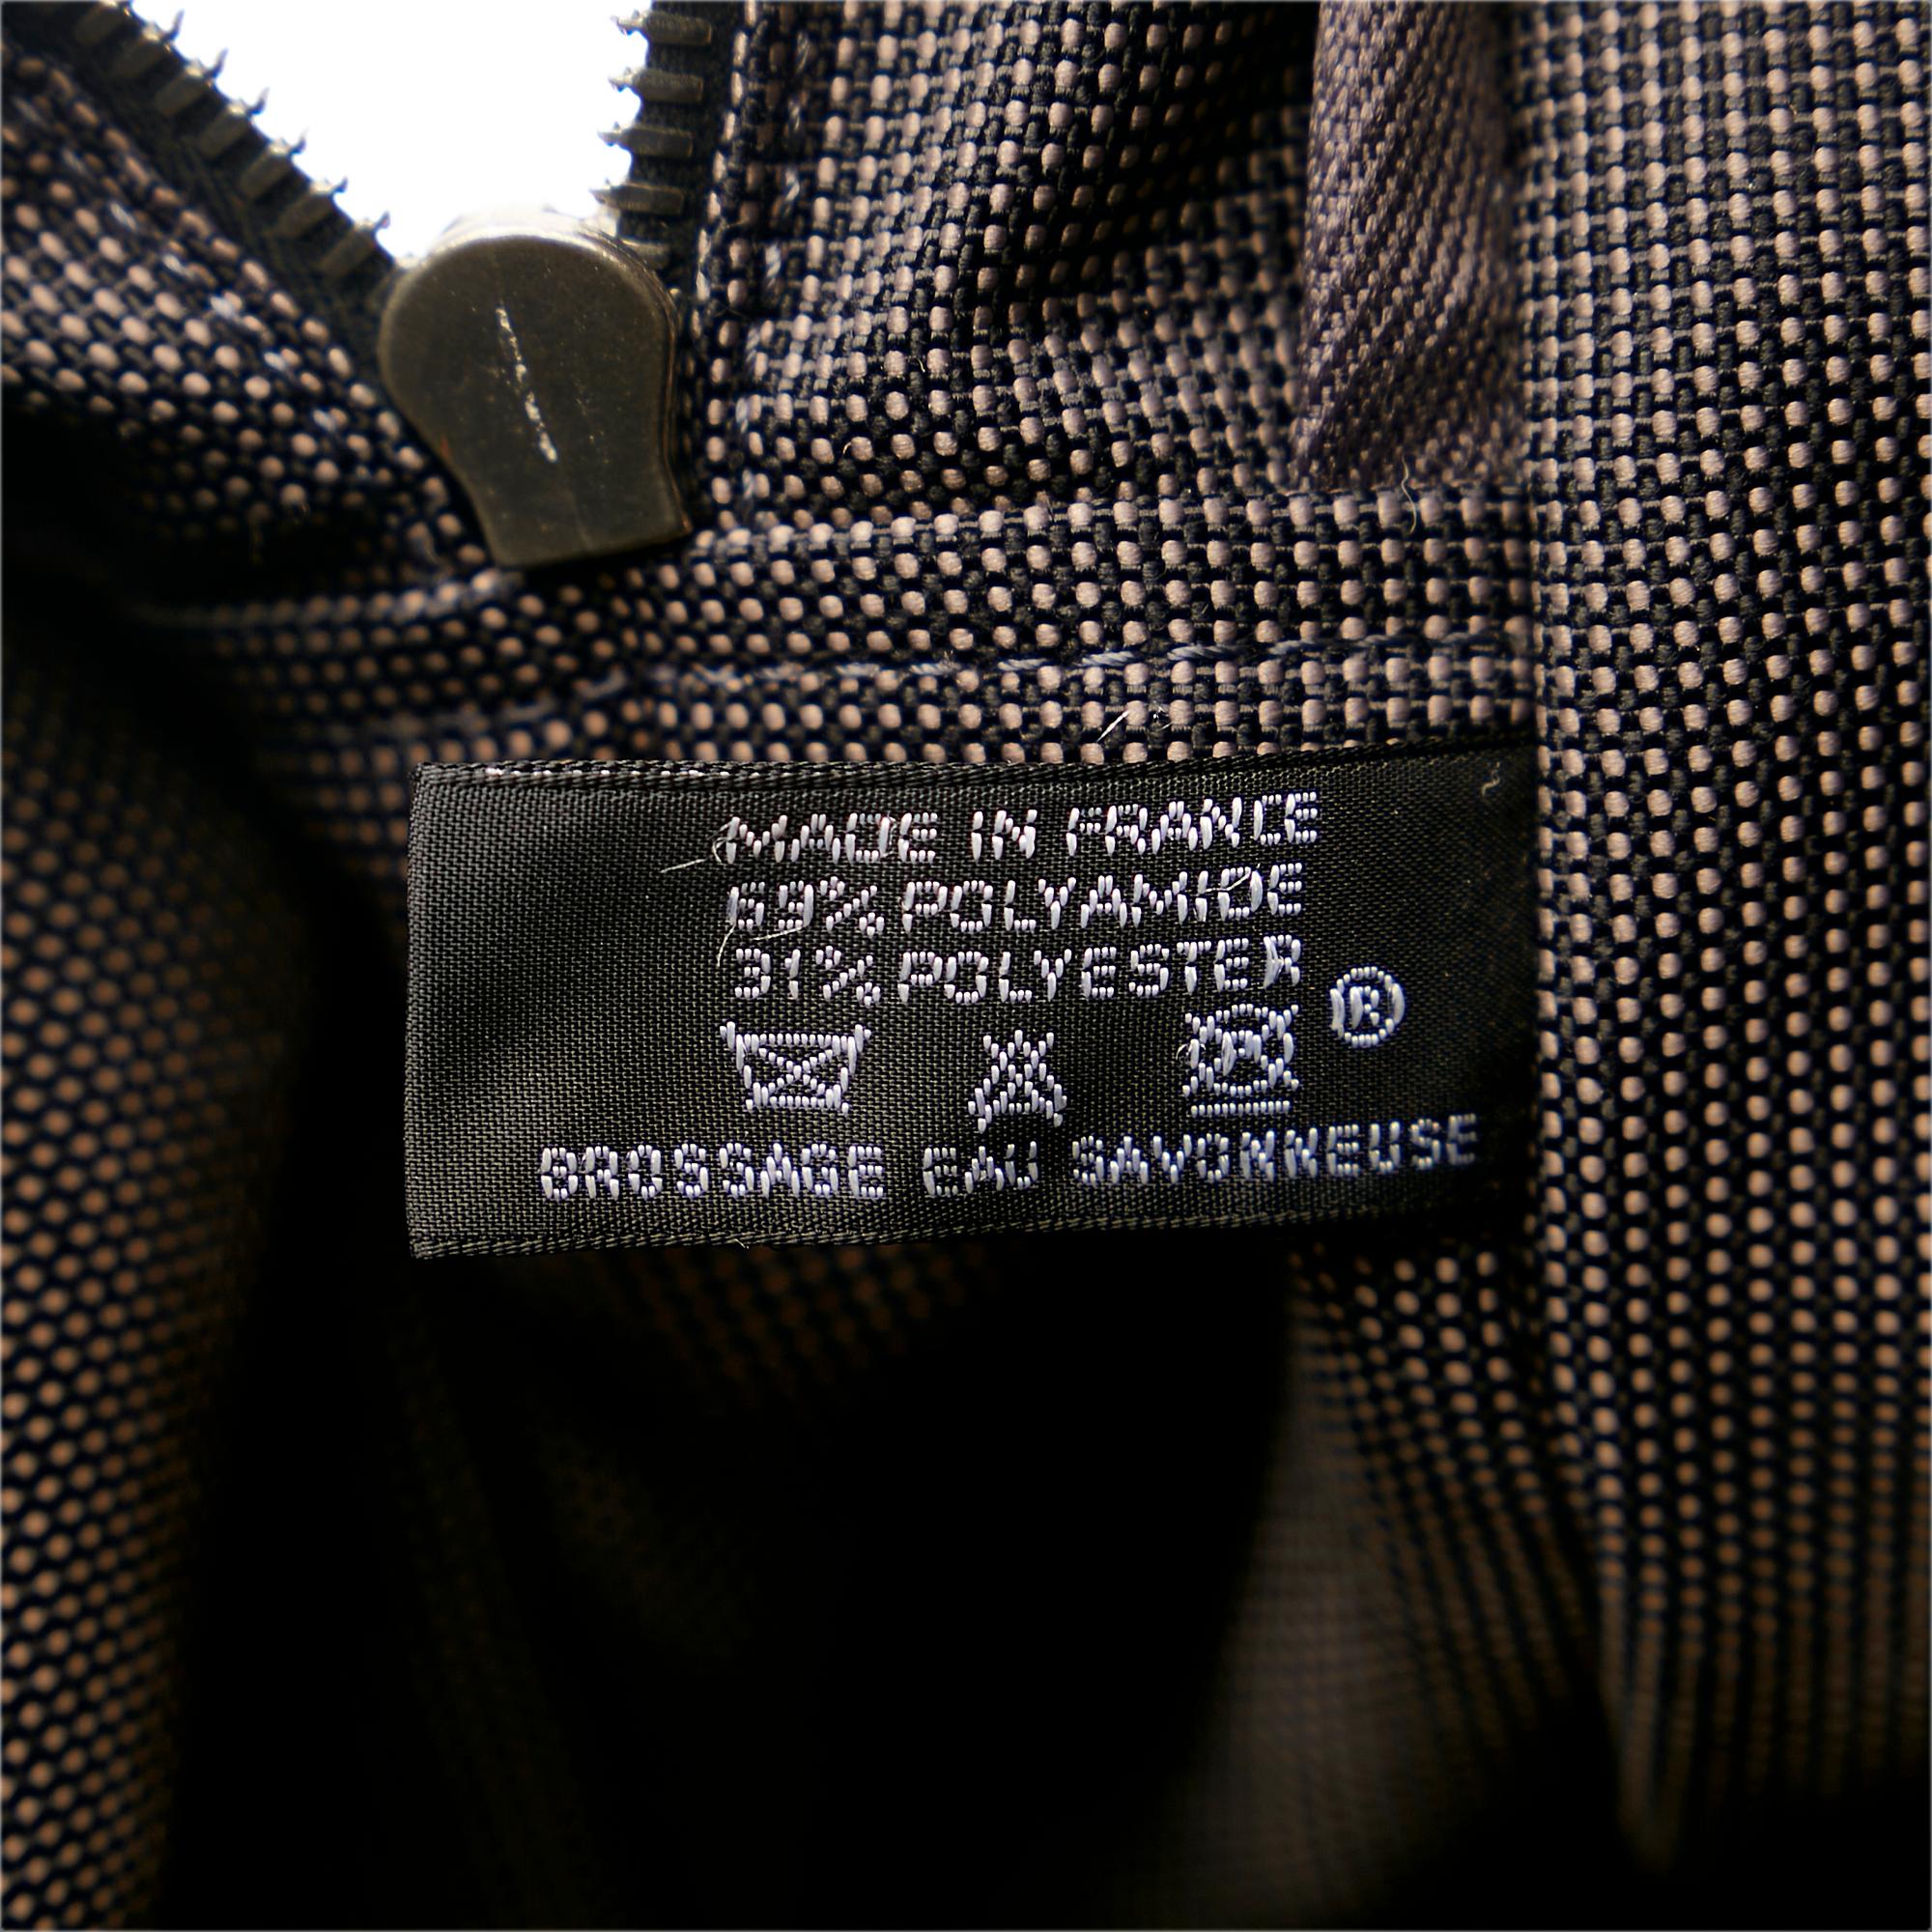 MADE IN FRANCE
69% POLYAMIDE
31% POLYESTER
®
BROSSAGE EAU SAVONNEUSE